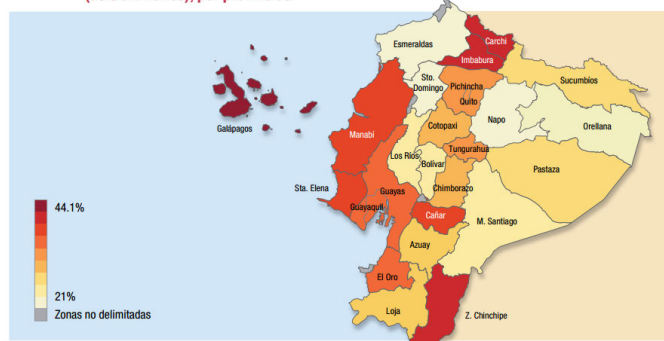 Esmeraldas
Carchi
Imbabura
Sto.
Domingo
Pichincha
Quito
Sucumbíos
Galápagos
Manabí
Cotopaxi
Napo
Orellana
Los Ríos
Tungurahua
Bolívar
Pastaza
Sta. Elena
Guayas
Chimborazo
Guayaquil
44.1%
Cañar
M. Santiago
Azuay
El Oro
21%
Zonas no delimitadas
Loja
Z. Chinchipe